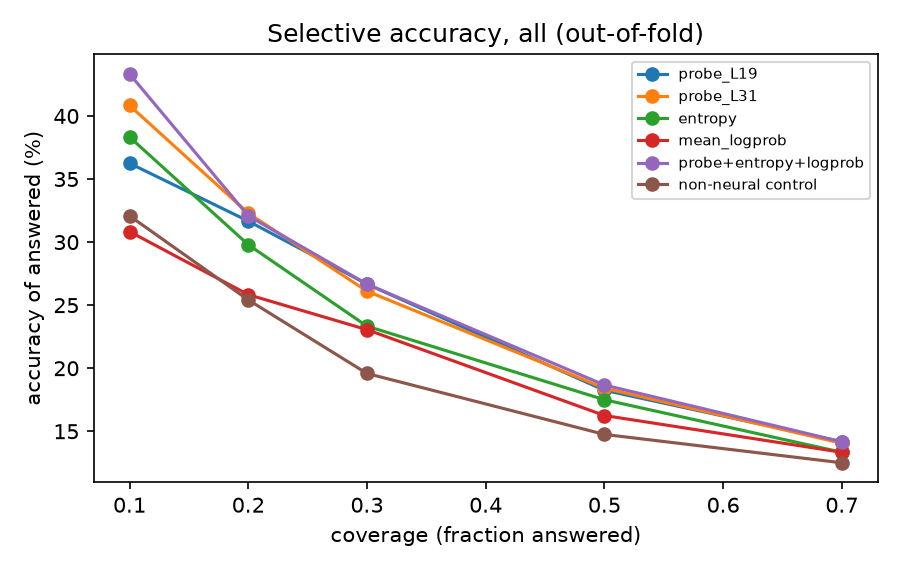 Selective accuracy, all (out-of-fold)
probe_L19
probe_L31
entropy
mean_logprob
probe+entropy+logprob
non-neural control
accuracy of answered (%)
40
35
30
25
20
15
0.1 0.2 0.3 0.4 0.5 0.6 0.7
coverage (fraction answered)